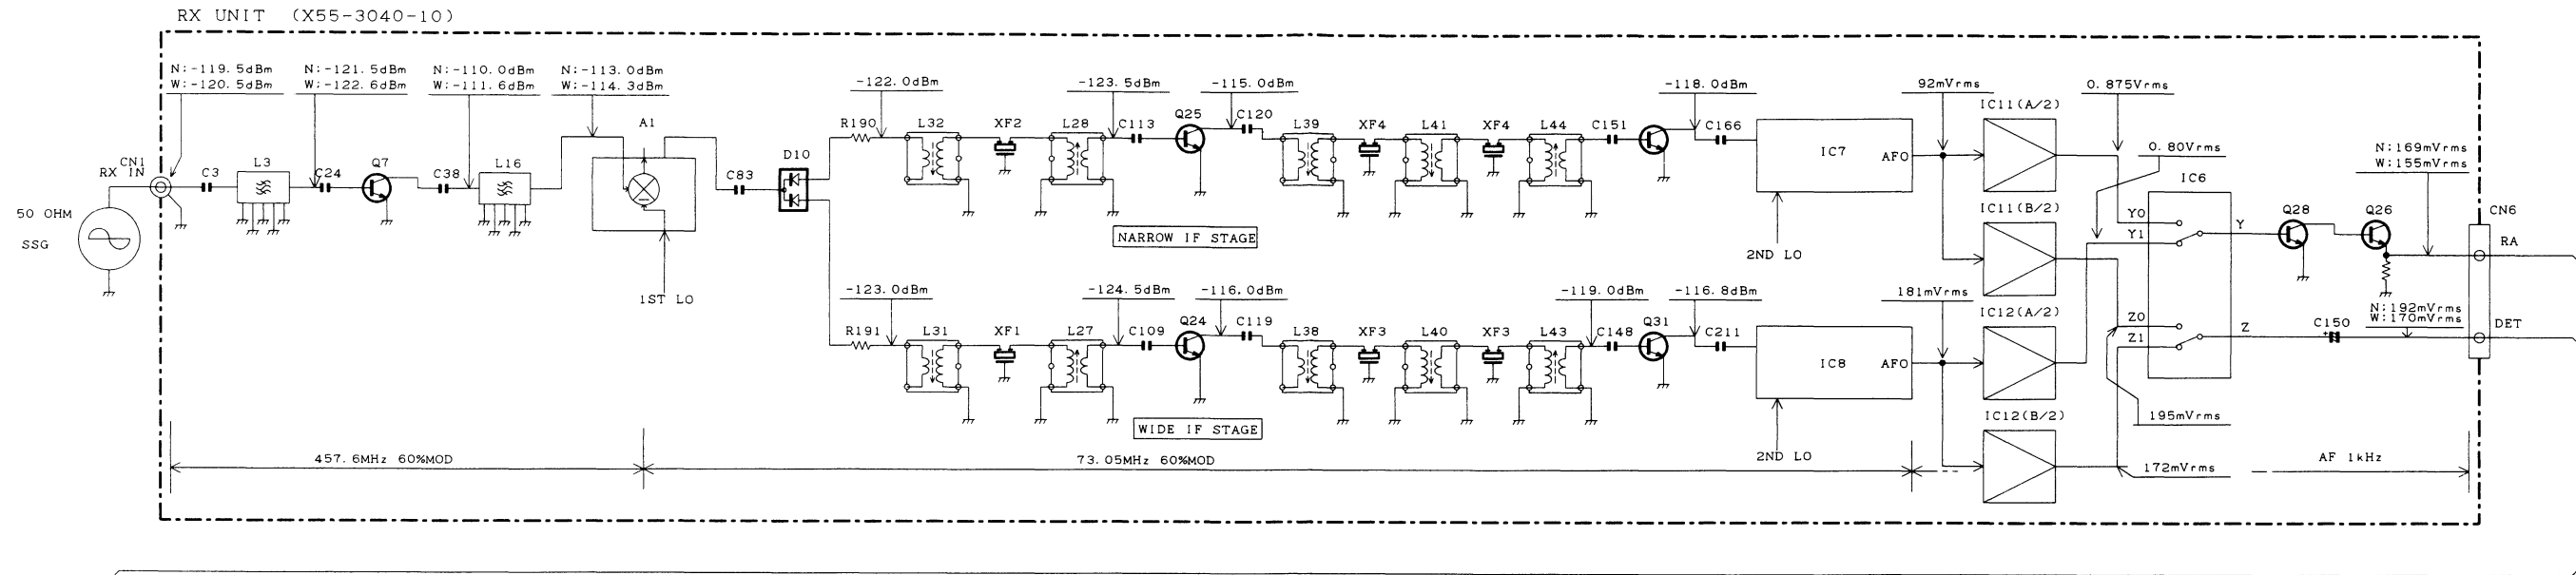 RX UNIT (X55-3040-10)
N:-119.5dBm
W:-120.5dBm
N:-121.5dBm
W:-122.6dBm
N:-110.0dBm
W:-111.6dBm
N:-113.0dBm
W:-114.3dBm
-122.0dBm
-123.5dBm
-115.0dBm
-118.0dBm
92mVrms
0.875Vrms
IC11(A/2)
A1
R190
L32
XF2
L28
C113
Q25
C120
L39
XF4
L41
XF4
L44
C151
C166
IC7
AFO
0.80Vrms
N:169mVrms
W:155mVrms
CN1
RX IN
C3
L3
C24
Q7
C38
L16
D10
C83
IC6
50 OHM
SSG
NARROW IF STAGE
2ND LO
IC11(B/2)
Y0
Y1
Y
Q28
Q26
CN6
RA
1ST LO
-123.0dBm
-124.5dBm
-116.0dBm
-119.0dBm
-116.8dBm
181mVrms
IC12(A/2)
R191
L31
XF1
L27
C109
Q24
C119
L38
XF3
L40
XF3
L43
C148
Q31
C211
IC8
AFO
Z0
Z1
Z
C150
+
N:192mVrms
W:170mVrms
DET
WIDE IF STAGE
2ND LO
IC12(B/2)
195mVrms
172mVrms
457.6MHz 60%MOD
73.05MHz 60%MOD
AF 1kHz